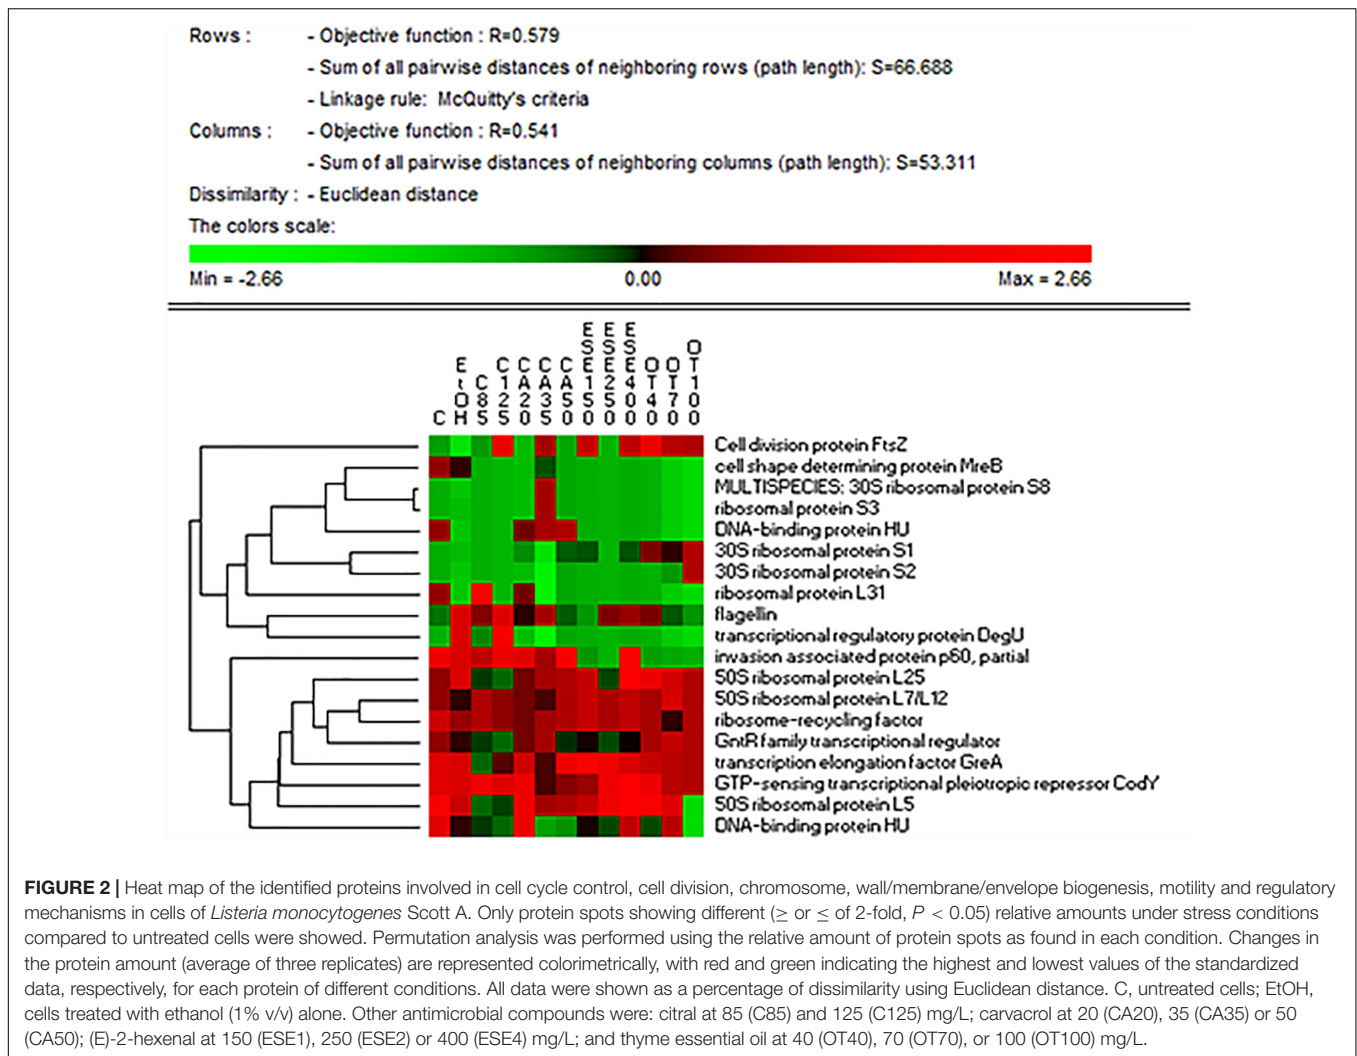 Rows : - Objective function : R=0.579
- Sum of all pairwise distances of neighboring rows (path length): S=66.688
- Linkage rule: McQuitty's criteria
Columns : - Objective function : R=0.541
- Sum of all pairwise distances of neighboring columns (path length): S=53.311
Dissimilarity : - Euclidean distance
The colors scale:
Min = -2.66 0.00 Max = 2.66
C EtOH C85 C125 CA20 CA35 CA50 ESE150 ESE250 ESE400 OT40 OT70 OT100
Cell division protein FtsZ
cell shape determining protein MreB
MULTISPECIES: 30S ribosomal protein S8
ribosomal protein S3
DNA-binding protein HU
30S ribosomal protein S1
30S ribosomal protein S2
ribosomal protein L31
flagellin
transcriptional regulatory protein DegU
invasion associated protein p60, partial
50S ribosomal protein L25
50S ribosomal protein L7/L12
ribosome-recycling factor
GntR family transcriptional regulator
transcription elongation factor GreA
GTP-sensing transcriptional pleiotropic repressor CodY
50S ribosomal protein L5
DNA-binding protein HU
FIGURE 2 | Heat map of the identified proteins involved in cell cycle control, cell division, chromosome, wall/membrane/envelope biogenesis, motility and regulatory
mechanisms in cells of Listeria monocytogenes Scott A. Only protein spots showing different (≥ or ≤ of 2-fold, P < 0.05) relative amounts under stress conditions
compared to untreated cells were showed. Permutation analysis was performed using the relative amount of protein spots as found in each condition. Changes in
the protein amount (average of three replicates) are represented colorimetrically, with red and green indicating the highest and lowest values of the standardized
data, respectively, for each protein of different conditions. All data were shown as a percentage of dissimilarity using Euclidean distance. C, untreated cells; EtOH,
cells treated with ethanol (1% v/v) alone. Other antimicrobial compounds were: citral at 85 (C85) and 125 (C125) mg/L; carvacrol at 20 (CA20), 35 (CA35) or 50
(CA50); (E)-2-hexenal at 150 (ESE1), 250 (ESE2) or 400 (ESE4) mg/L; and thyme essential oil at 40 (OT40), 70 (OT70), or 100 (OT100) mg/L.